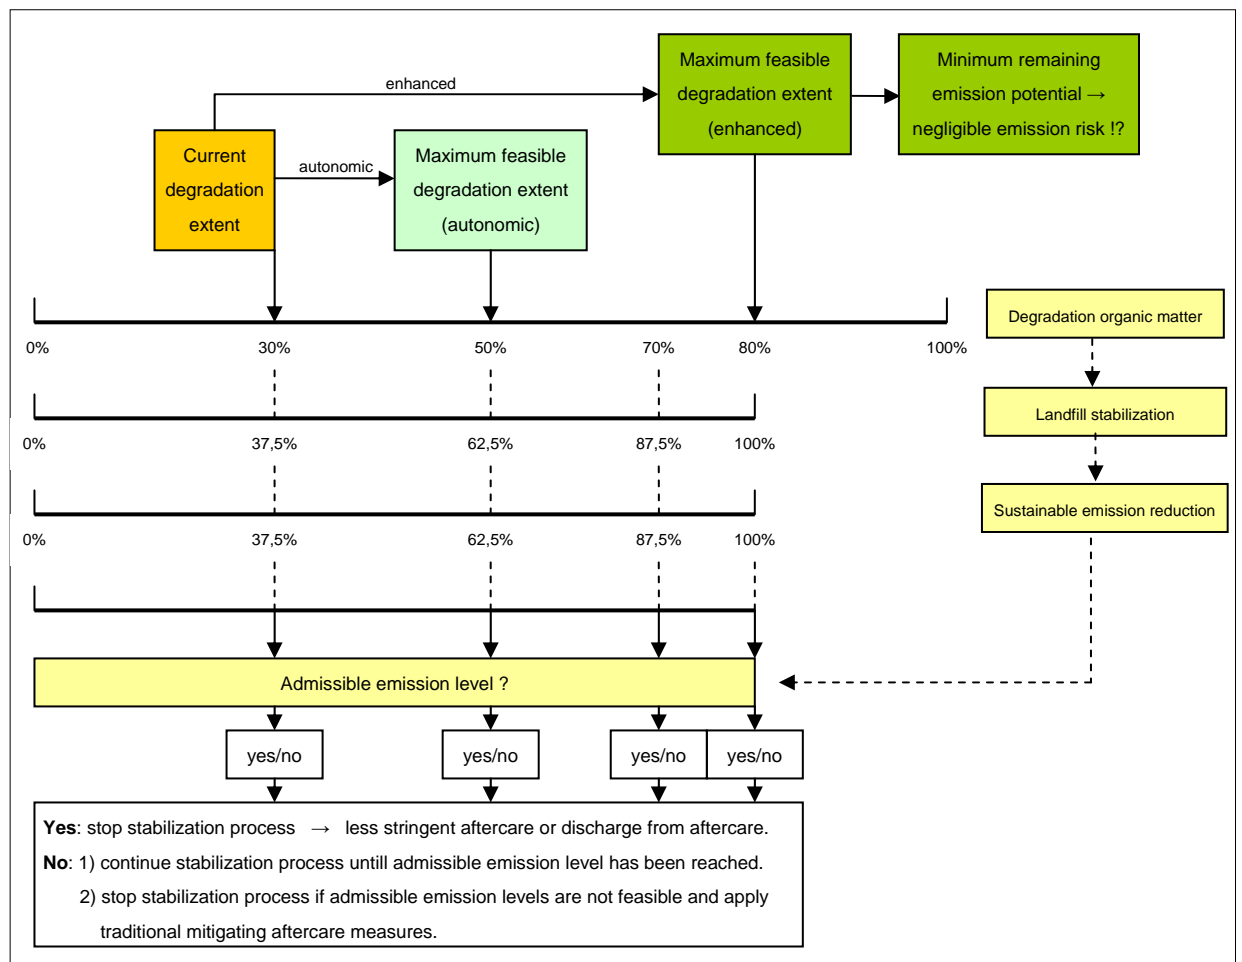 Maximum feasible
degradation extent
(enhanced)
Minimum remaining
emission potential →
negligible emission risk !?
enhanced
Current
degradation
extent
autonomic
Maximum feasible
degradation extent
(autonomic)
0%
30%
50%
70%
80%
100%
Degradation organic matter
Landfill stabilization
0%
37,5%
62,5%
87,5%
100%
Sustainable emission reduction
0%
37,5%
62,5%
87,5%
100%
Admissible emission level ?
yes/no
yes/no
yes/no
yes/no
Yes: stop stabilization process → less stringent aftercare or discharge from aftercare.
No: 1) continue stabilization process untill admissible emission level has been reached.
2) stop stabilization process if admissible emission levels are not feasible and apply
traditional mitigating aftercare measures.